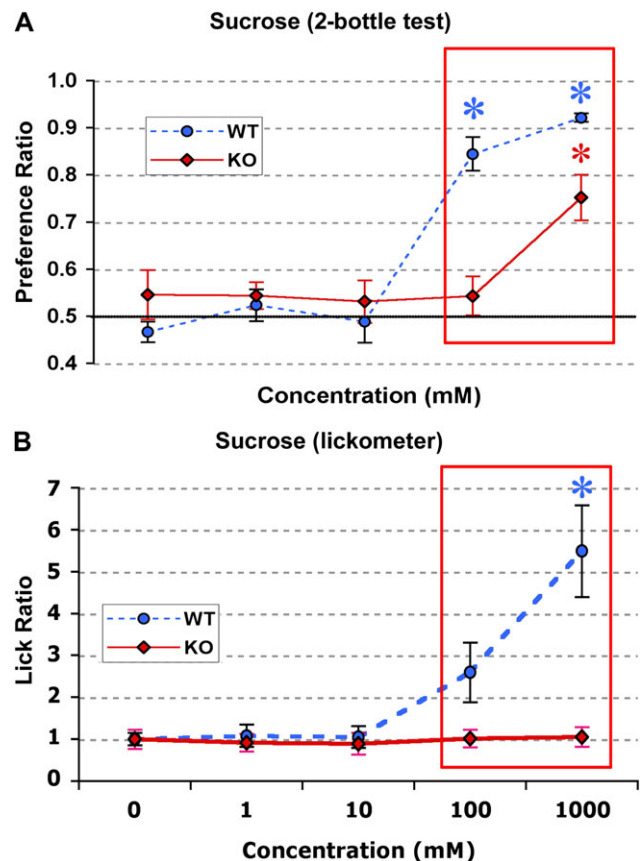 A
Sucrose (2-bottle test)
Preference Ratio
1.0
0.9
0.8
0.7
0.6
0.5
0.4
WT
KO
*
*
*
Concentration (mM)
B
Sucrose (lickometer)
Lick Ratio
7
6
5
4
3
2
1
0
WT
KO
*
0 1 10 100 1000
Concentration (mM)